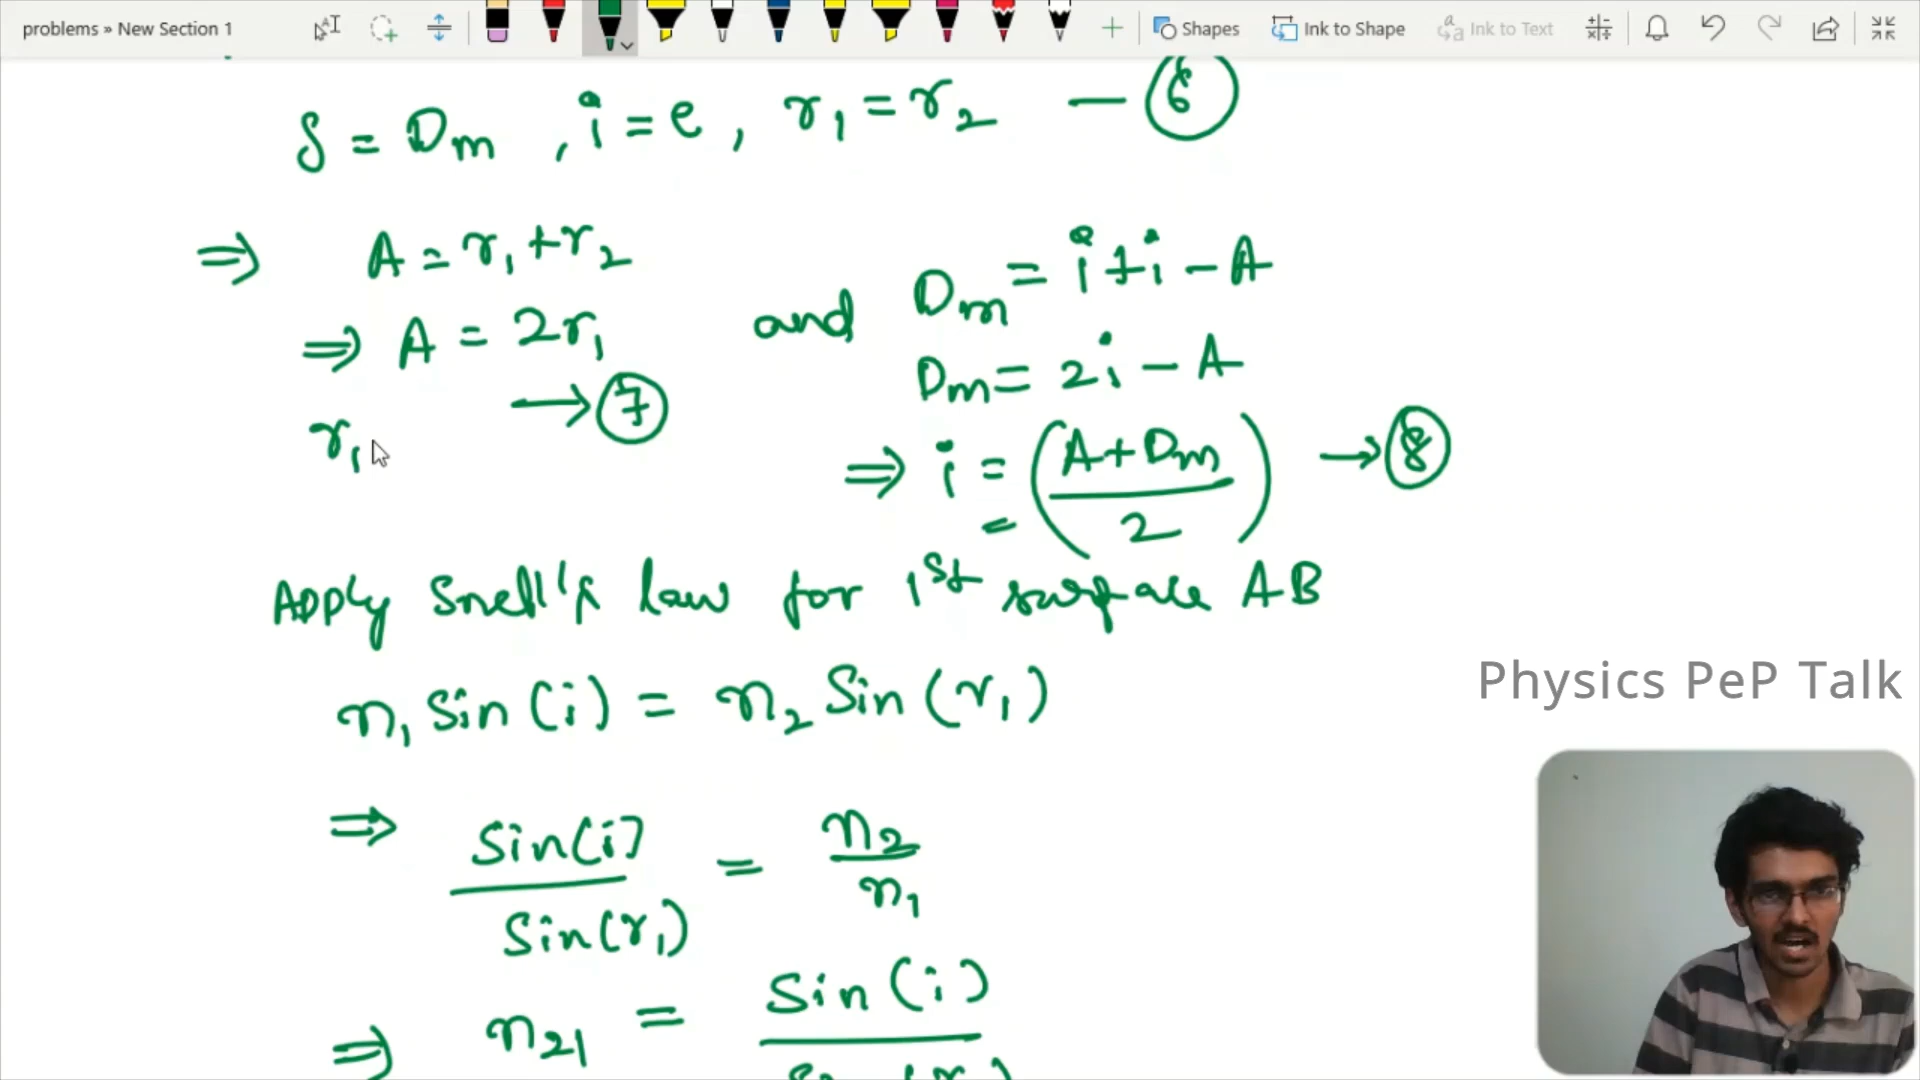 problems » New Section 1
Shapes
Ink to Shape
Ink to Text
δ = Dm , i = e , r₁ = r₂ — ⑥
⇒ A = r₁ + r₂
⇒ A = 2r₁
→ ⑦
r₁
and Dm = i + i − A
Dm = 2i − A
⇒ i = (A + Dm / 2) → ⑧
=
Apply Snell's law for 1st surface AB
n₁ Sin (i) = n₂ Sin (r₁)
⇒ Sin(i) / Sin(r₁) = n₂ / n₁
⇒ n₂₁ = Sin (i)
Physics PeP Talk